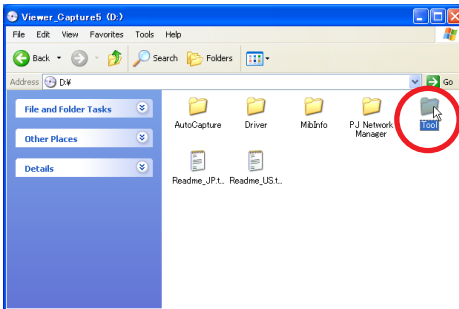 Viewer_Capture5 (D:)
File Edit View Favorites Tools Help
Back Search Folders
Address D:¥ Go
File and Folder Tasks
Other Places
Details
AutoCapture Driver MibInfo PJ Network Manager Tool
Readme_JP.t... Readme_US.t...